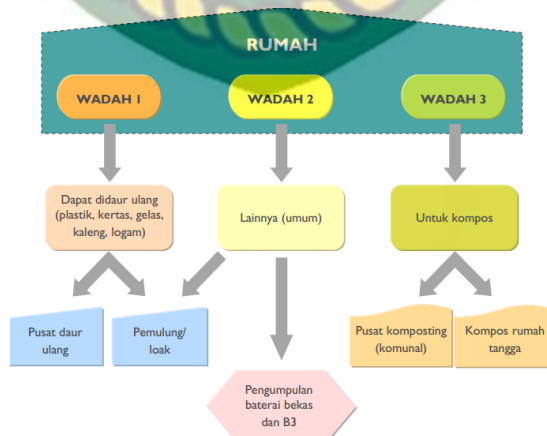 RUMAH
WADAH 1
WADAH 2
WADAH 3
Dapat didaur ulang
(plastik, kertas, gelas,
kaleng, logam)
Lainnya (umum)
Untuk kompos
Pusat daur
ulang
Pemulung/
loak
Pusat komposting
(komunal)
Kompos rumah
tangga
Pengumpulan
baterai bekas
dan B3